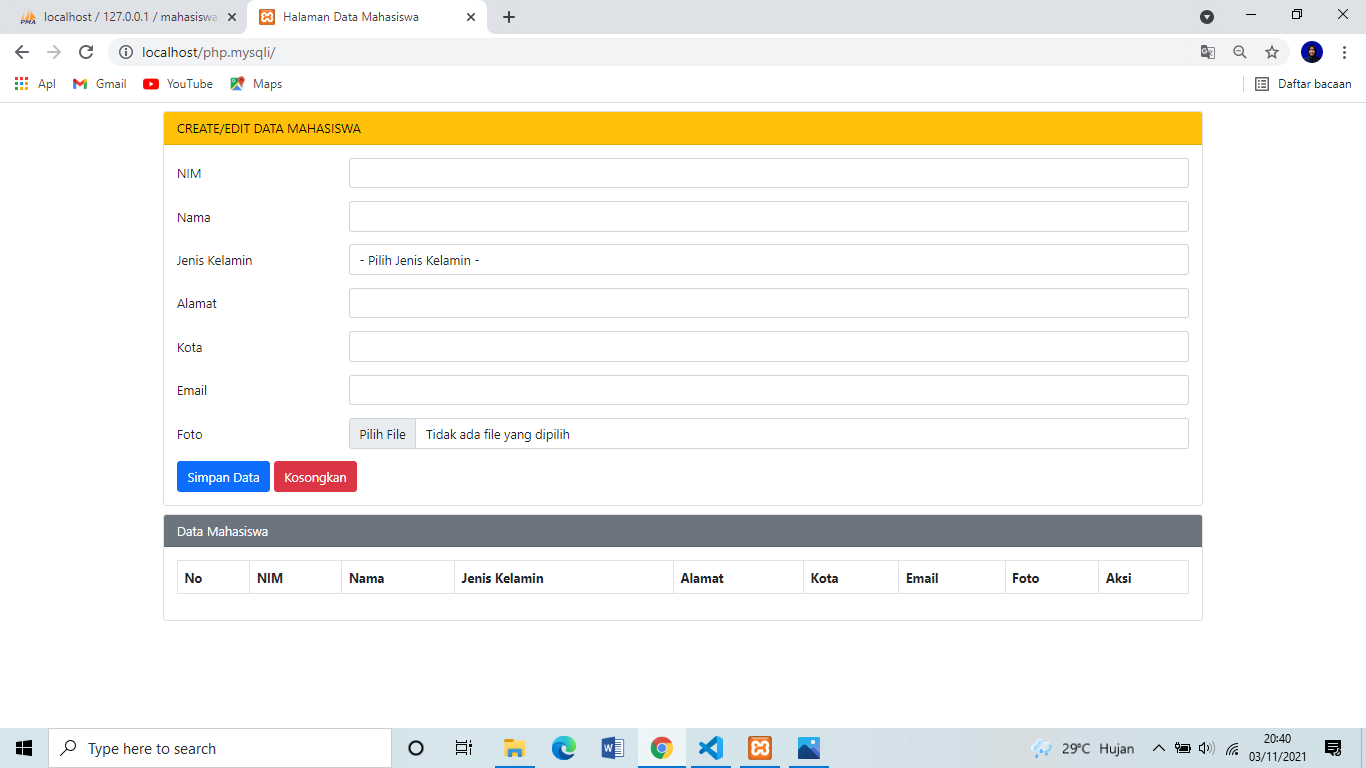 localhost / 127.0.0.1 / mahasiswa
Halaman Data Mahasiswa
localhost/php.mysqli/
Apl
Gmail
YouTube
Maps
Daftar bacaan
CREATE/EDIT DATA MAHASISWA
NIM
Nama
Jenis Kelamin
- Pilih Jenis Kelamin -
Alamat
Kota
Email
Foto
Pilih File
Tidak ada file yang dipilih
Simpan Data
Kosongkan
Data Mahasiswa
No NIM Nama Jenis Kelamin Alamat Kota Email Foto Aksi
Type here to search
29°C Hujan
20:40
03/11/2021